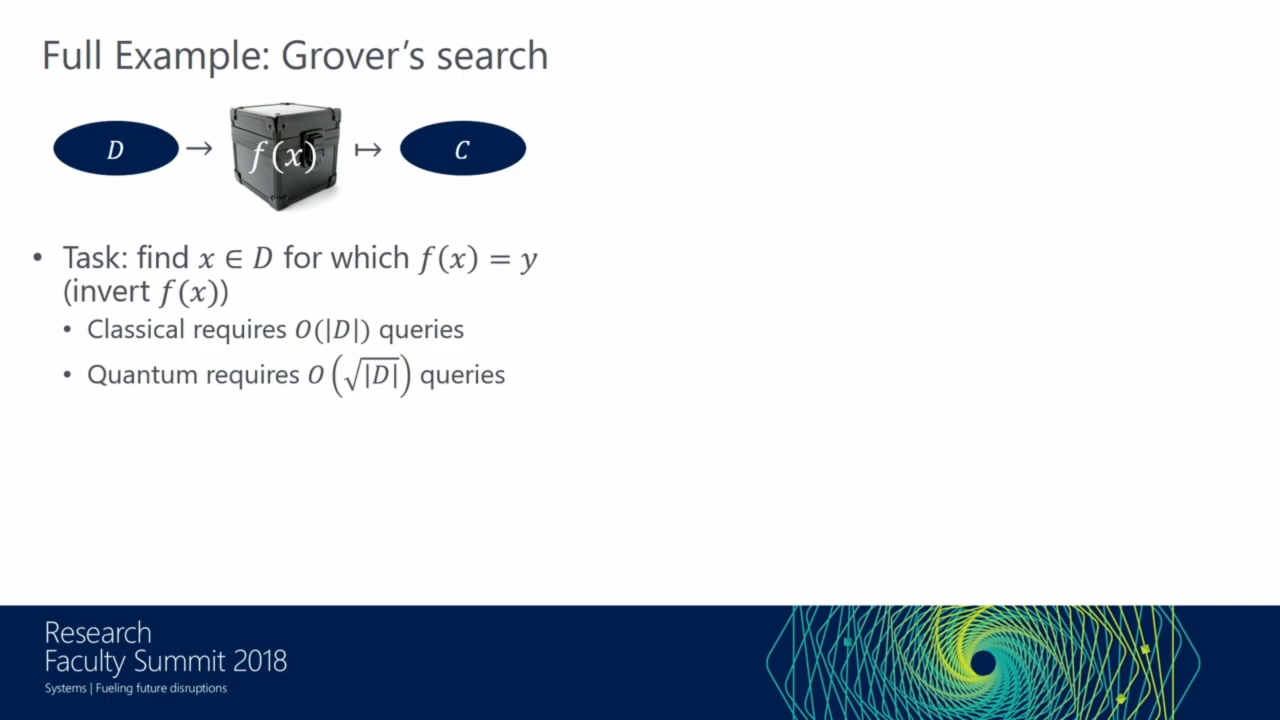 Full Example: Grover's search
D → f(x) ↦ C
• Task: find x ∈ D for which f(x) = y
(invert f(x))
• Classical requires O(|D|) queries
• Quantum requires O(√|D|) queries
Research
Faculty Summit 2018
Systems | Fueling future disruptions